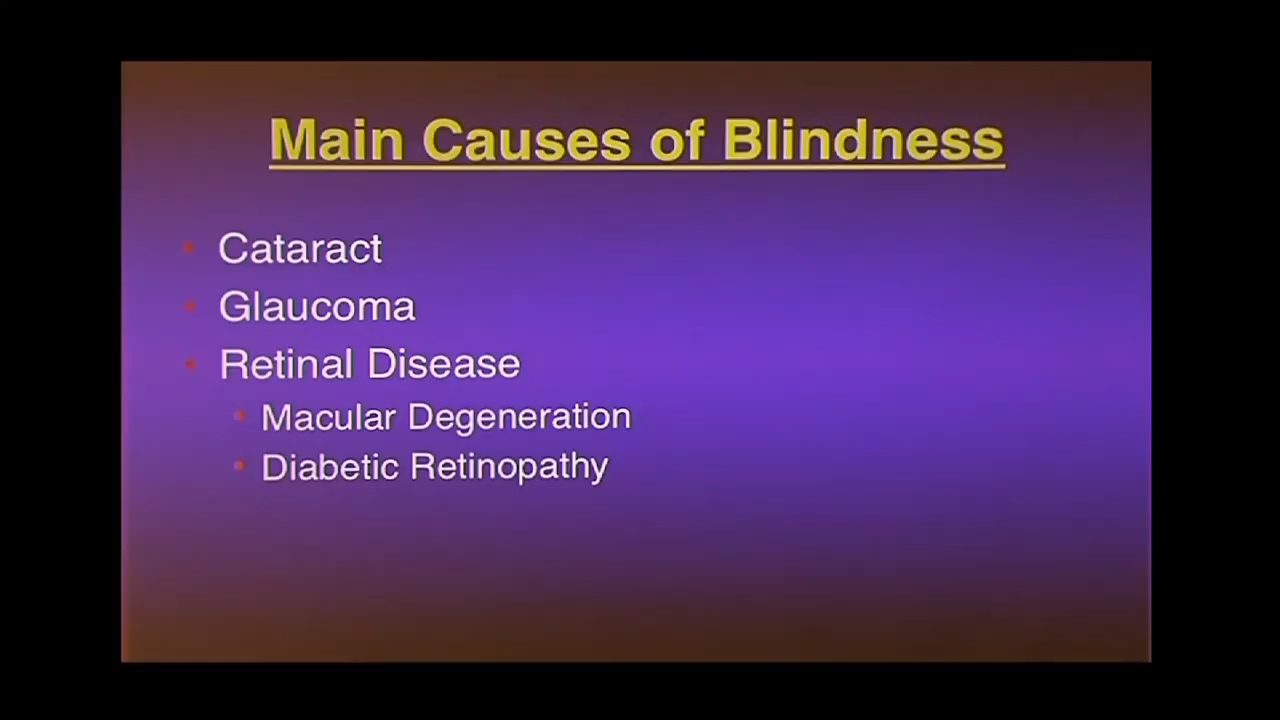 Main Causes of Blindness
Cataract
Glaucoma
Retinal Disease
Macular Degeneration
Diabetic Retinopathy